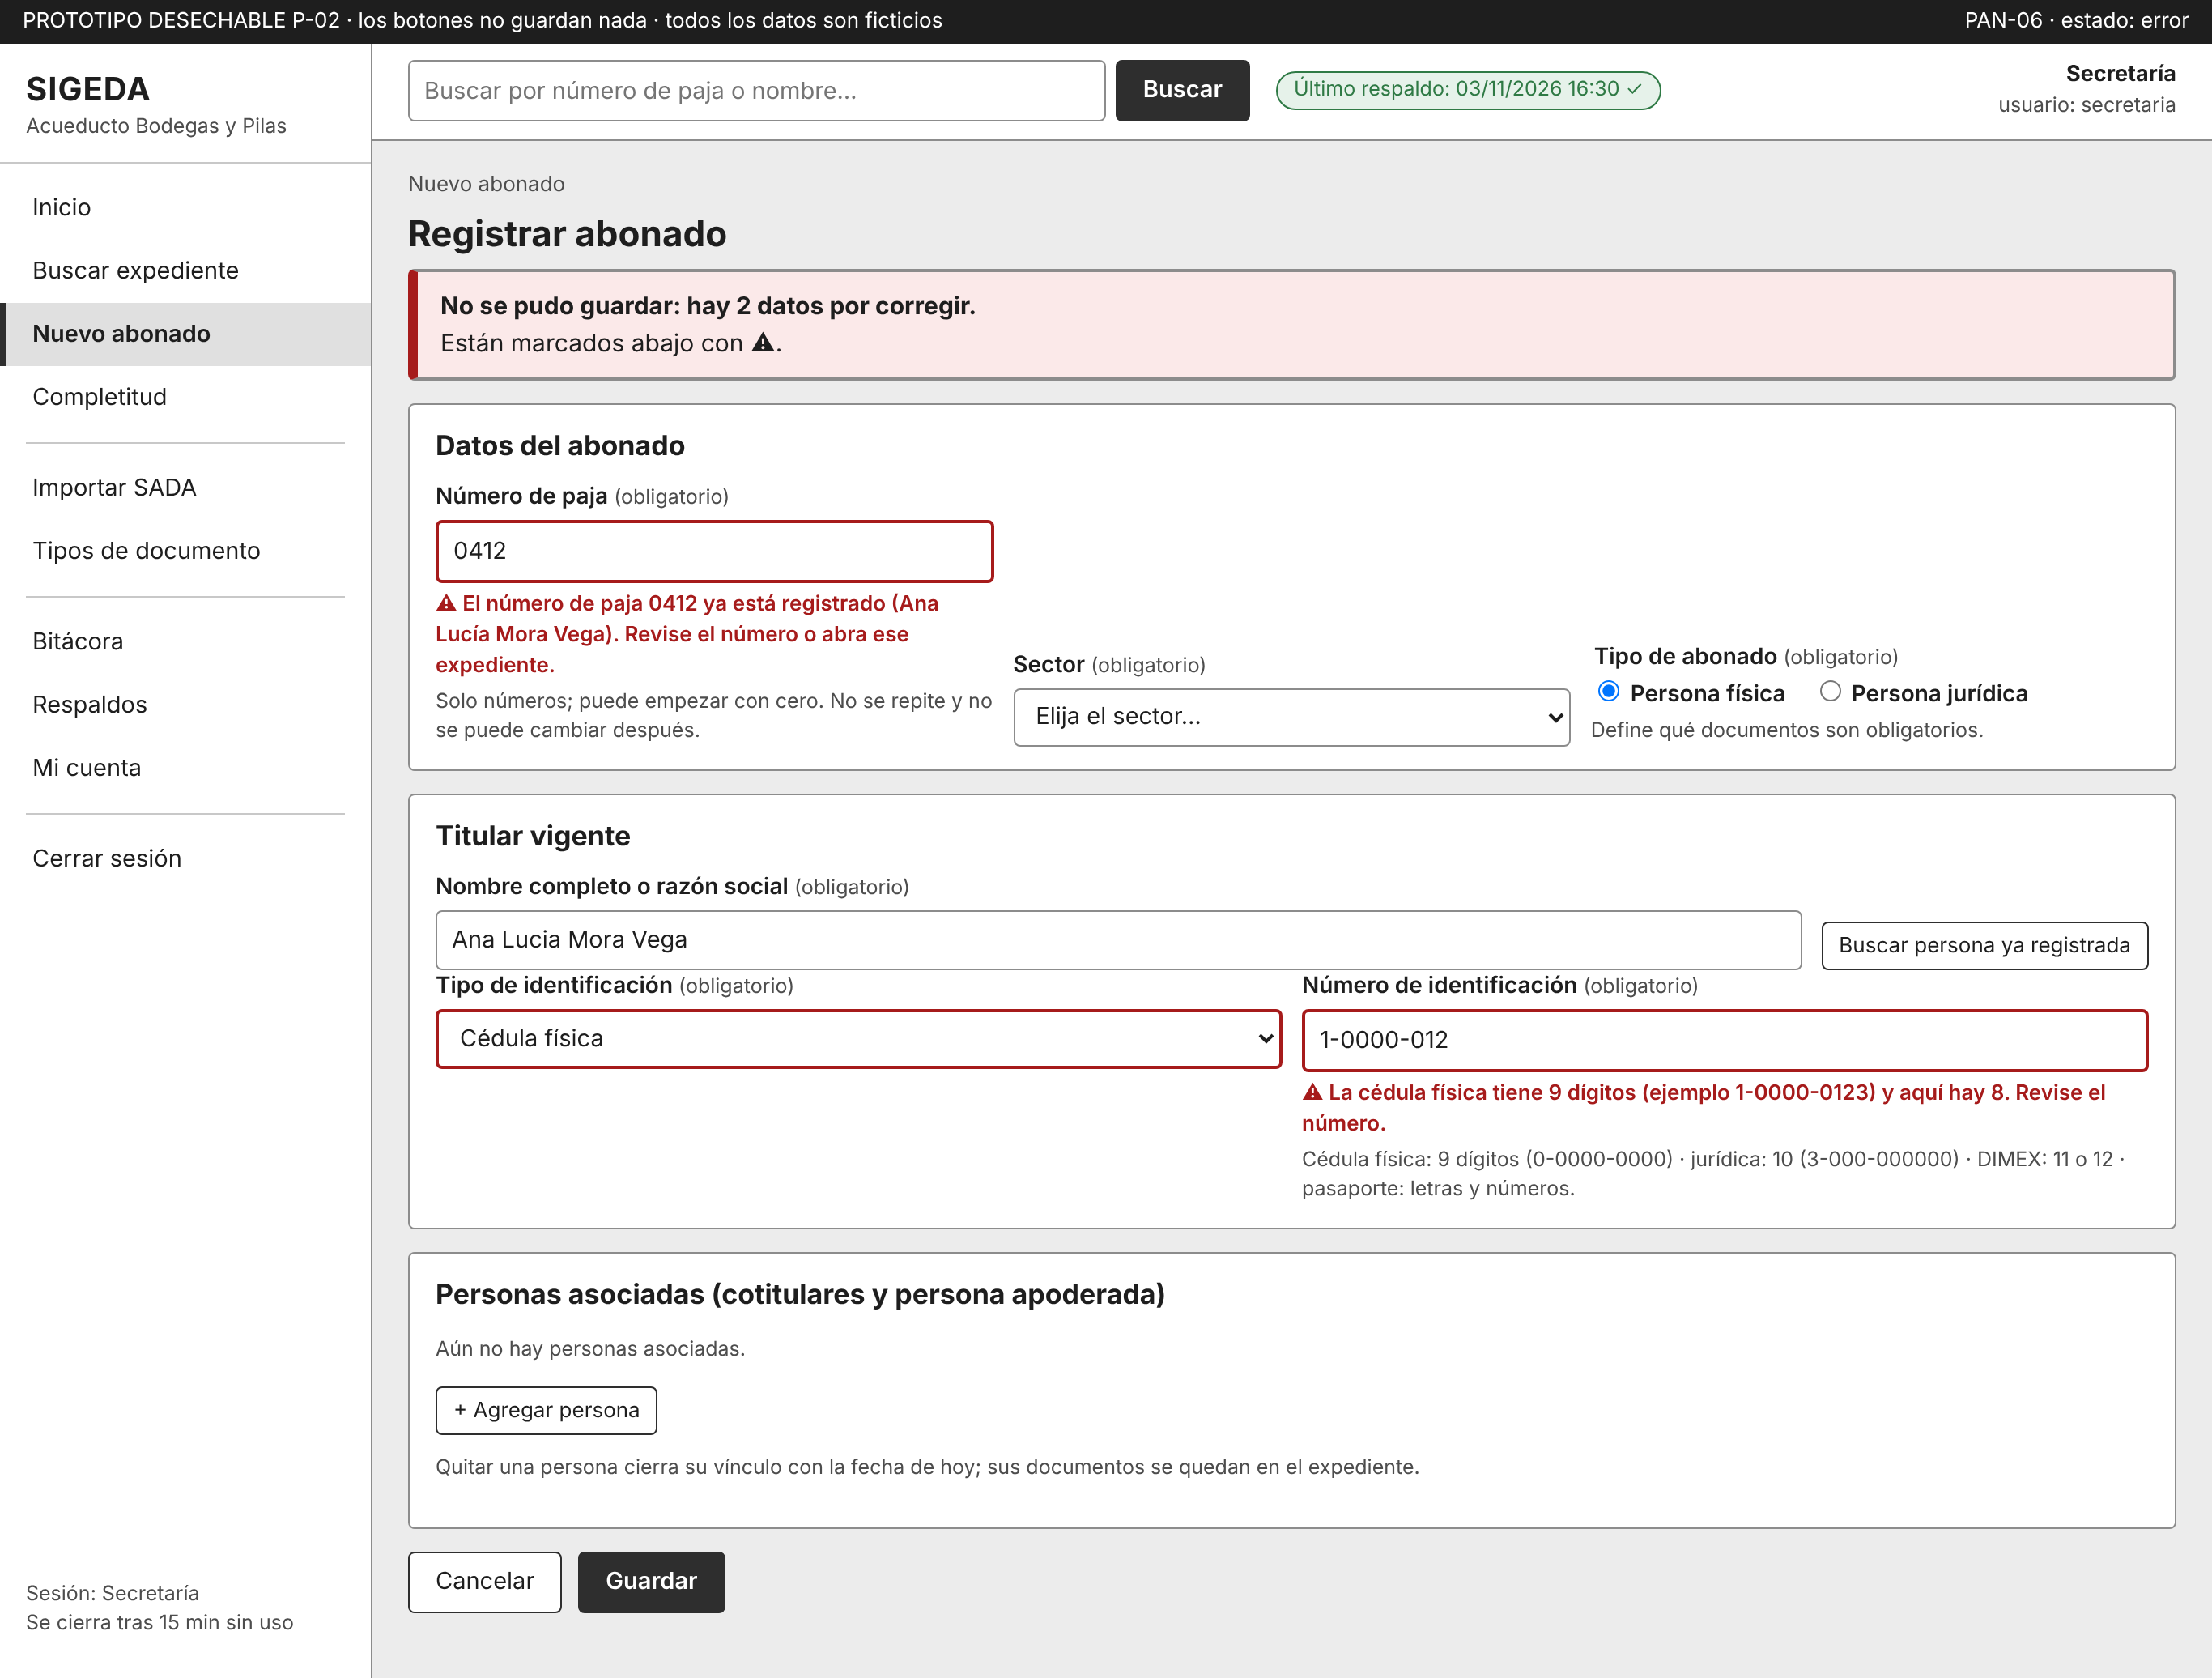 PROTOTIPO DESECHABLE P-02 · los botones no guardan nada · todos los datos son ficticios
PAN-06 · estado: error
SIGEDA
Acueducto Bodegas y Pilas
Inicio
Buscar expediente
Nuevo abonado
Completitud
Importar SADA
Tipos de documento
Bitácora
Respaldos
Mi cuenta
Cerrar sesión
Sesión: Secretaría
Se cierra tras 15 min sin uso
Buscar por número de paja o nombre...
Buscar
Último respaldo: 03/11/2026 16:30 ✓
Secretaría
usuario: secretaria
Nuevo abonado
Registrar abonado
No se pudo guardar: hay 2 datos por corregir.
Están marcados abajo con ⚠.
Datos del abonado
Número de paja (obligatorio)
0412
⚠ El número de paja 0412 ya está registrado (Ana
Lucía Mora Vega). Revise el número o abra ese
expediente.
Solo números; puede empezar con cero. No se repite y no
se puede cambiar después.
Sector (obligatorio)
Elija el sector...
Tipo de abonado (obligatorio)
Persona física
Persona jurídica
Define qué documentos son obligatorios.
Titular vigente
Nombre completo o razón social (obligatorio)
Ana Lucia Mora Vega
Buscar persona ya registrada
Tipo de identificación (obligatorio)
Cédula física
Número de identificación (obligatorio)
1-0000-012
⚠ La cédula física tiene 9 dígitos (ejemplo 1-0000-0123) y aquí hay 8. Revise el
número.
Cédula física: 9 dígitos (0-0000-0000) · jurídica: 10 (3-000-000000) · DIMEX: 11 o 12 ·
pasaporte: letras y números.
Personas asociadas (cotitulares y persona apoderada)
Aún no hay personas asociadas.
+ Agregar persona
Quitar una persona cierra su vínculo con la fecha de hoy; sus documentos se quedan en el expediente.
Cancelar
Guardar